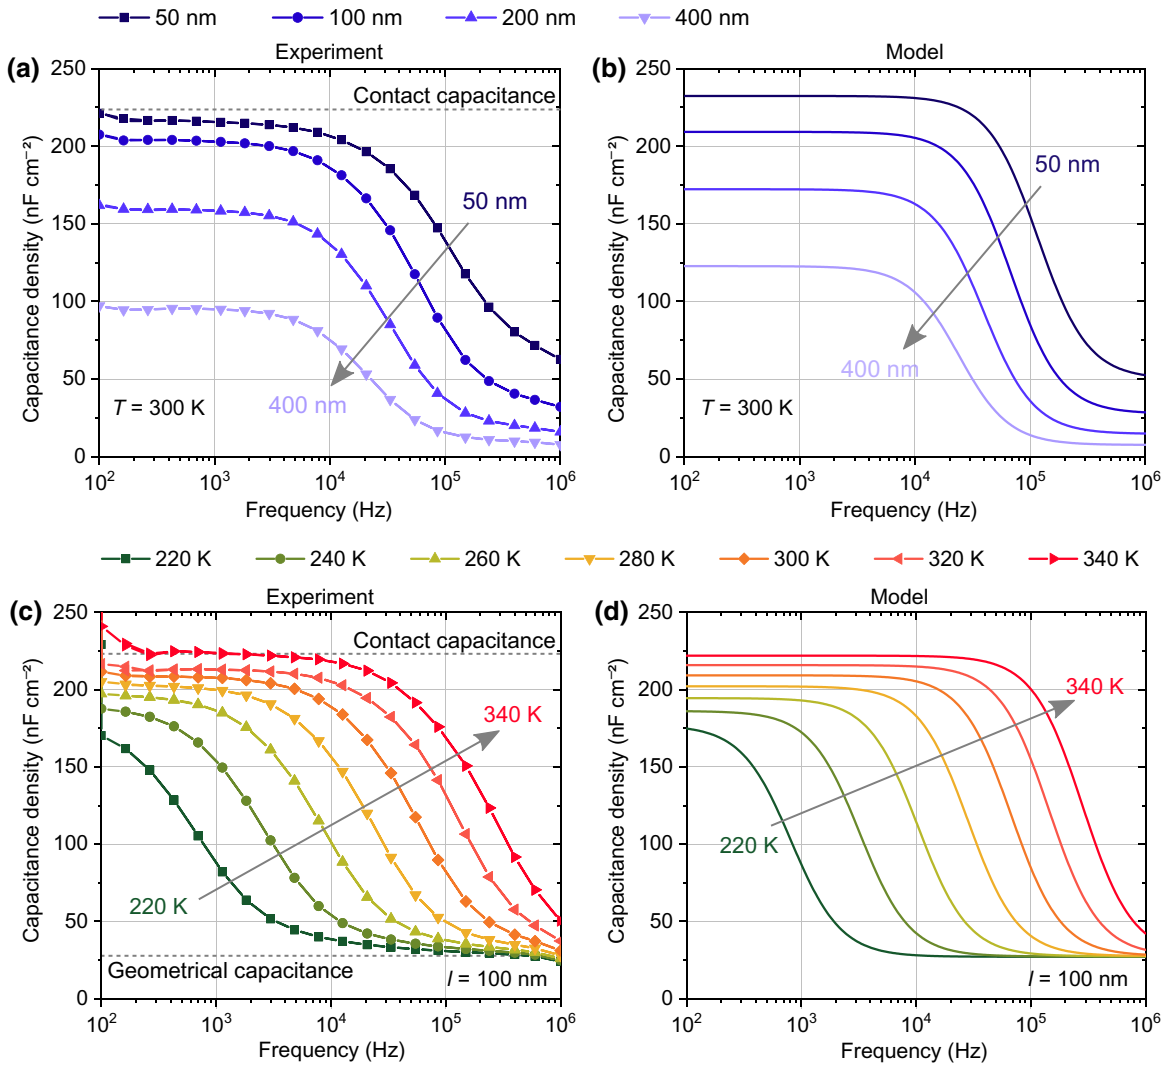 50 nm 100 nm 200 nm 400 nm
(a) Experiment
Capacitance density (nF cm⁻²)
250
200
150
100
50
0
Contact capacitance
50 nm
400 nm
T = 300 K
10² 10³ 10⁴ 10⁵ 10⁶
Frequency (Hz)
(b) Model
Capacitance density (nF cm⁻²)
250
200
150
100
50
0
50 nm
400 nm
T = 300 K
10² 10³ 10⁴ 10⁵ 10⁶
Frequency (Hz)
220 K 240 K 260 K 280 K 300 K 320 K 340 K
(c) Experiment
Capacitance density (nF cm⁻²)
250
200
150
100
50
0
Contact capacitance
340 K
220 K
Geometrical capacitance
l = 100 nm
10² 10³ 10⁴ 10⁵ 10⁶
Frequency (Hz)
(d) Model
Capacitance density (nF cm⁻²)
250
200
150
100
50
0
340 K
220 K
l = 100 nm
10² 10³ 10⁴ 10⁵ 10⁶
Frequency (Hz)